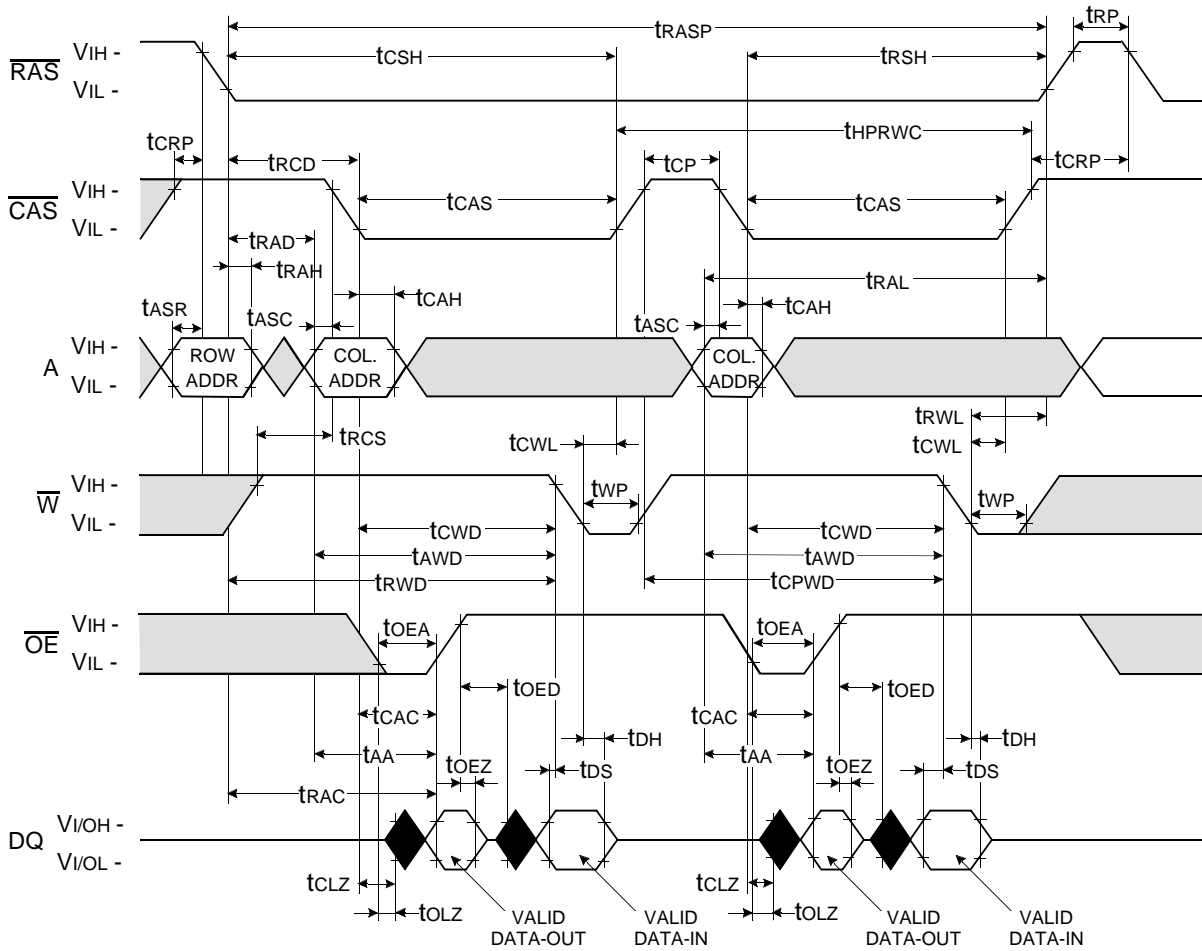 tRASP
tRP
VIH -
RAS
VIL -
tCSH
tRSH
tHPRWC
tCRP
tRCD
tCP
tCRP
VIH -
CAS
VIL -
tCAS
tCAS
tRAD
tRAH
tRAL
tASR
tASC
tCAH
tASC
tCAH
VIH -
A
VIL -
ROW
ADDR
COL.
ADDR
COL.
ADDR
tRWL
tRCS
tCWL
tCWL
VIH -
W
VIL -
tWP
tWP
tCWD
tCWD
tAWD
tAWD
tRWD
tCPWD
VIH -
OE
VIL -
tOEA
tOEA
tOED
tOED
tCAC
tCAC
tDH
tDH
tAA
tAA
tOEZ
tDS
tOEZ
tDS
tRAC
VI/OH -
DQ
VI/OL -
tCLZ
tCLZ
tOLZ
tOLZ
VALID
DATA-OUT
VALID
DATA-IN
VALID
DATA-OUT
VALID
DATA-IN